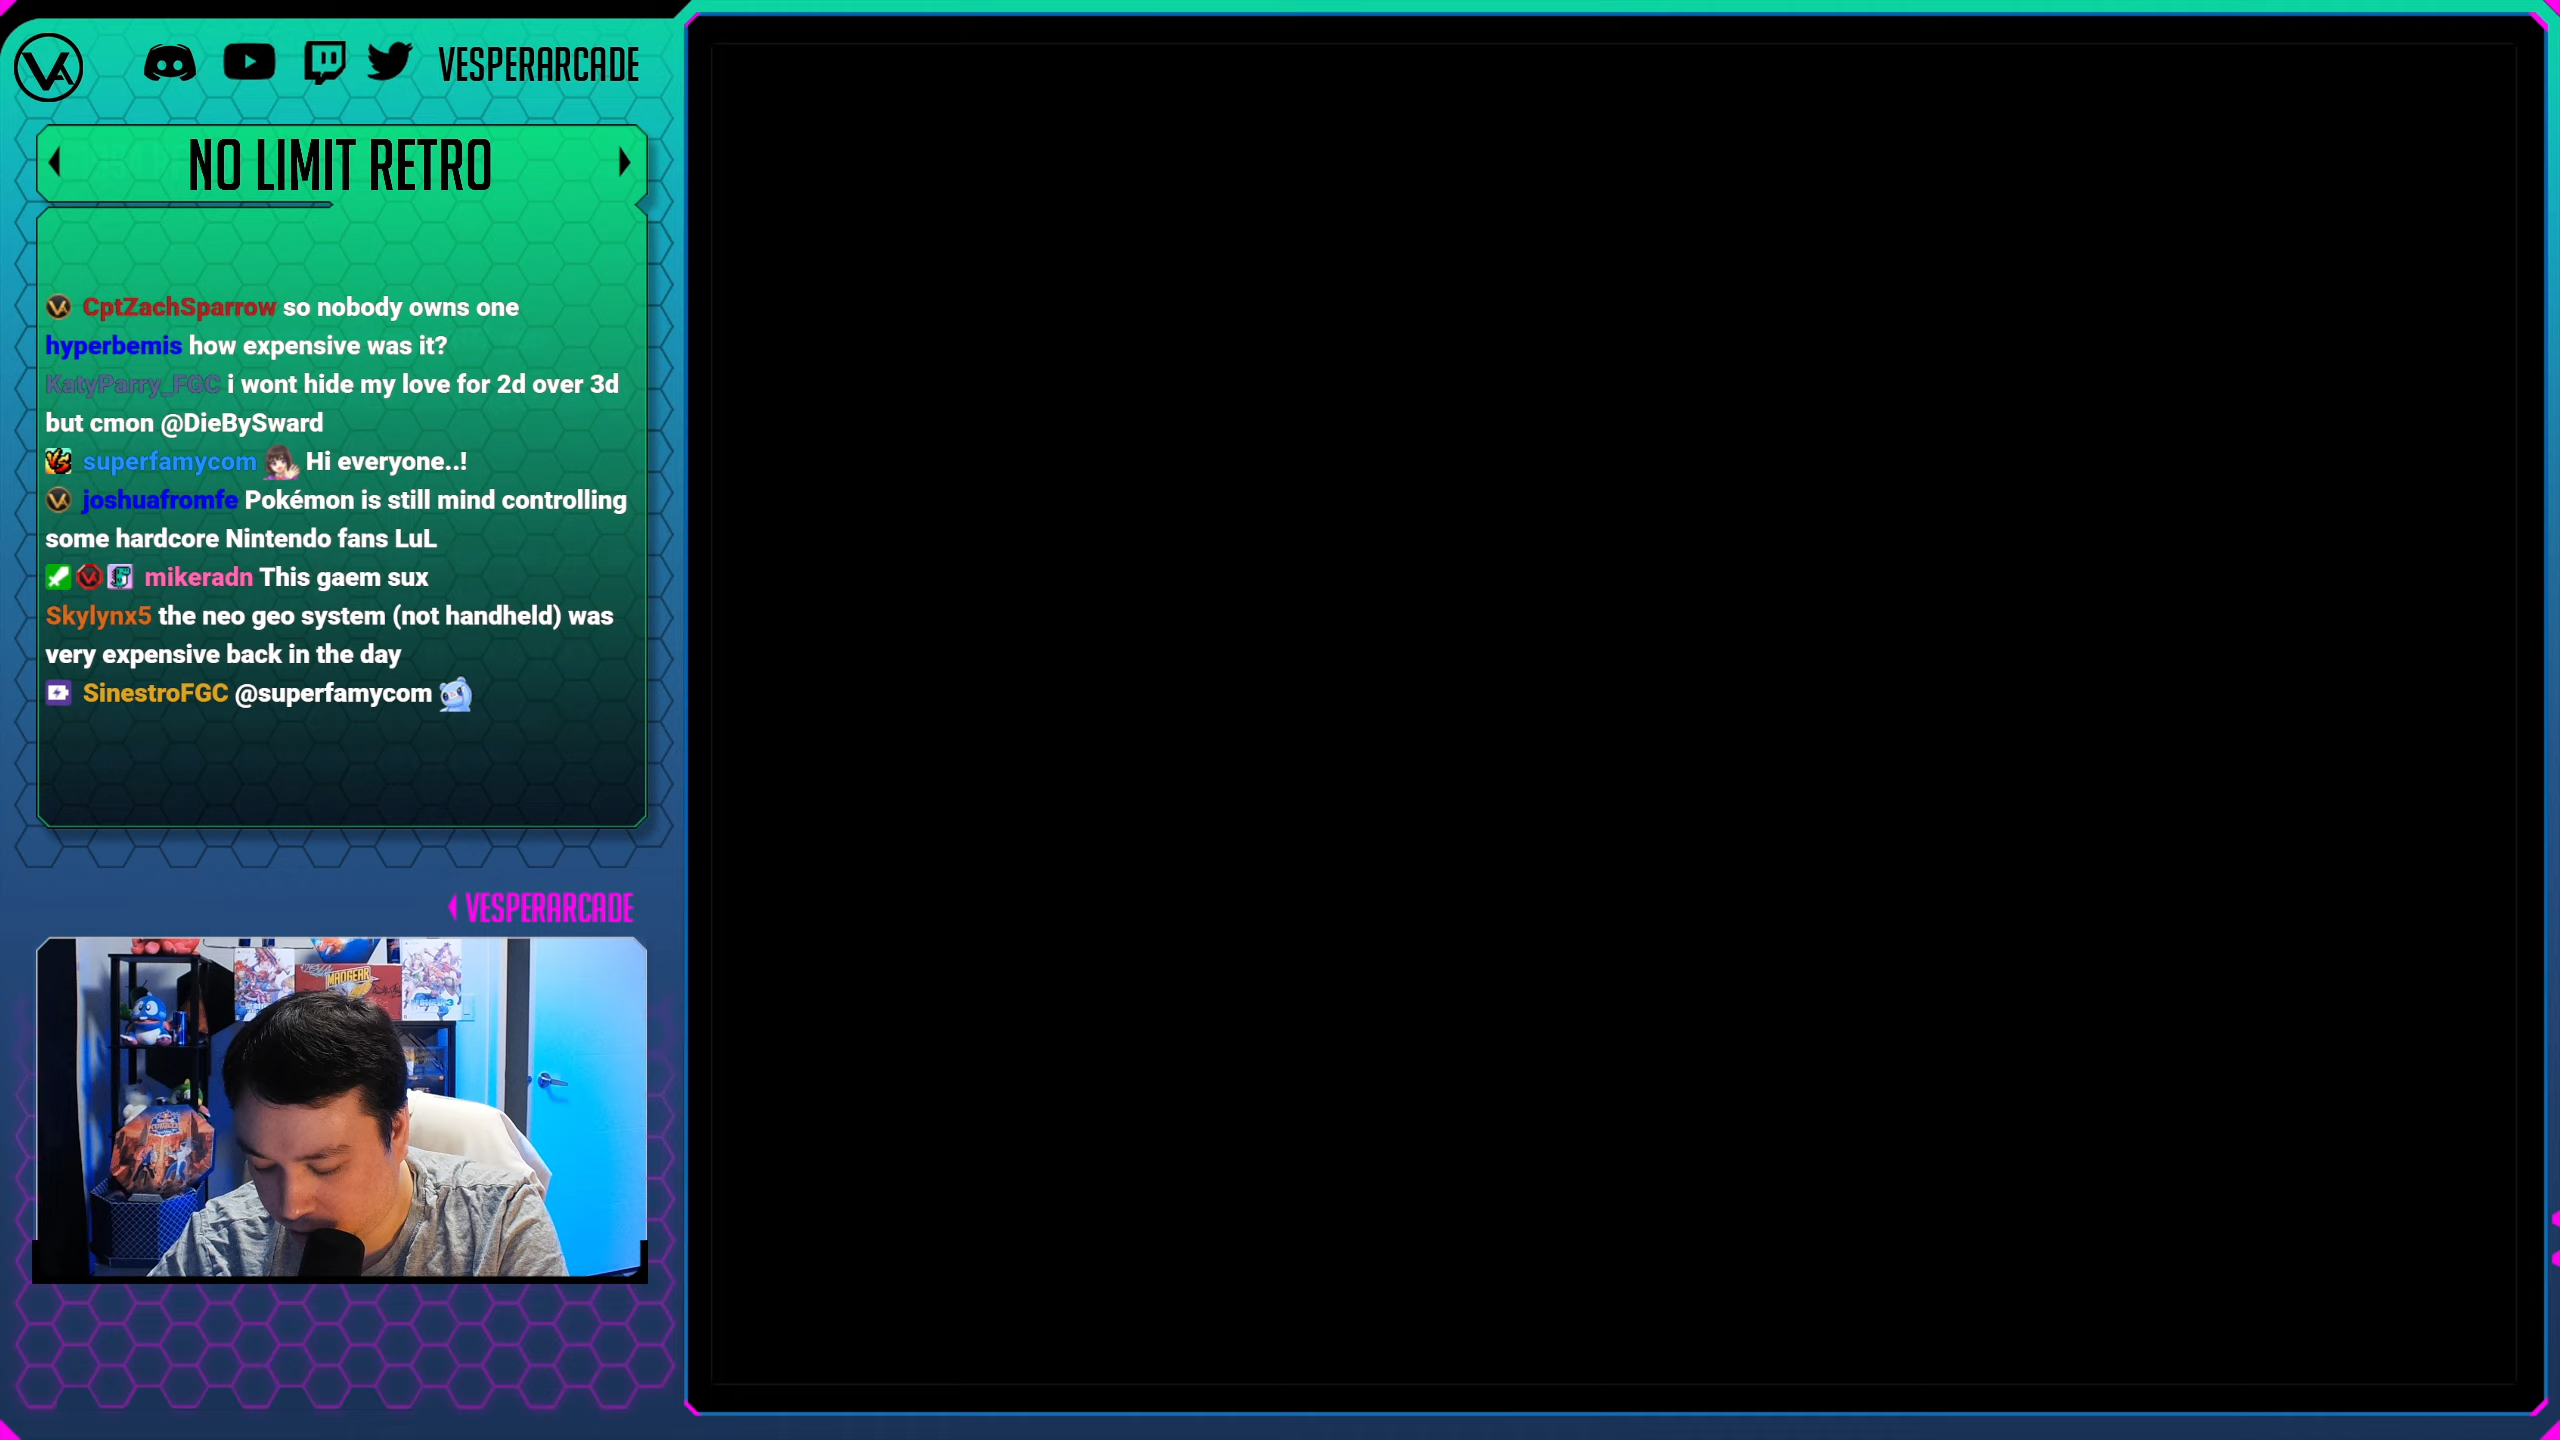 VESPERARCADE
NO LIMIT RETRO
CptZachSparrow so nobody owns one
hyperbemis how expensive was it?
KatyParry_FGC i wont hide my love for 2d over 3d
but cmon @DieBySward
superfamycom Hi everyone..!
joshuafromfe Pokémon is still mind controlling
some hardcore Nintendo fans LuL
mikeradn This gaem sux
Skylynx5 the neo geo system (not handheld) was
very expensive back in the day
SinestroFGC @superfamycom
VESPERARCADE
MADGEAR